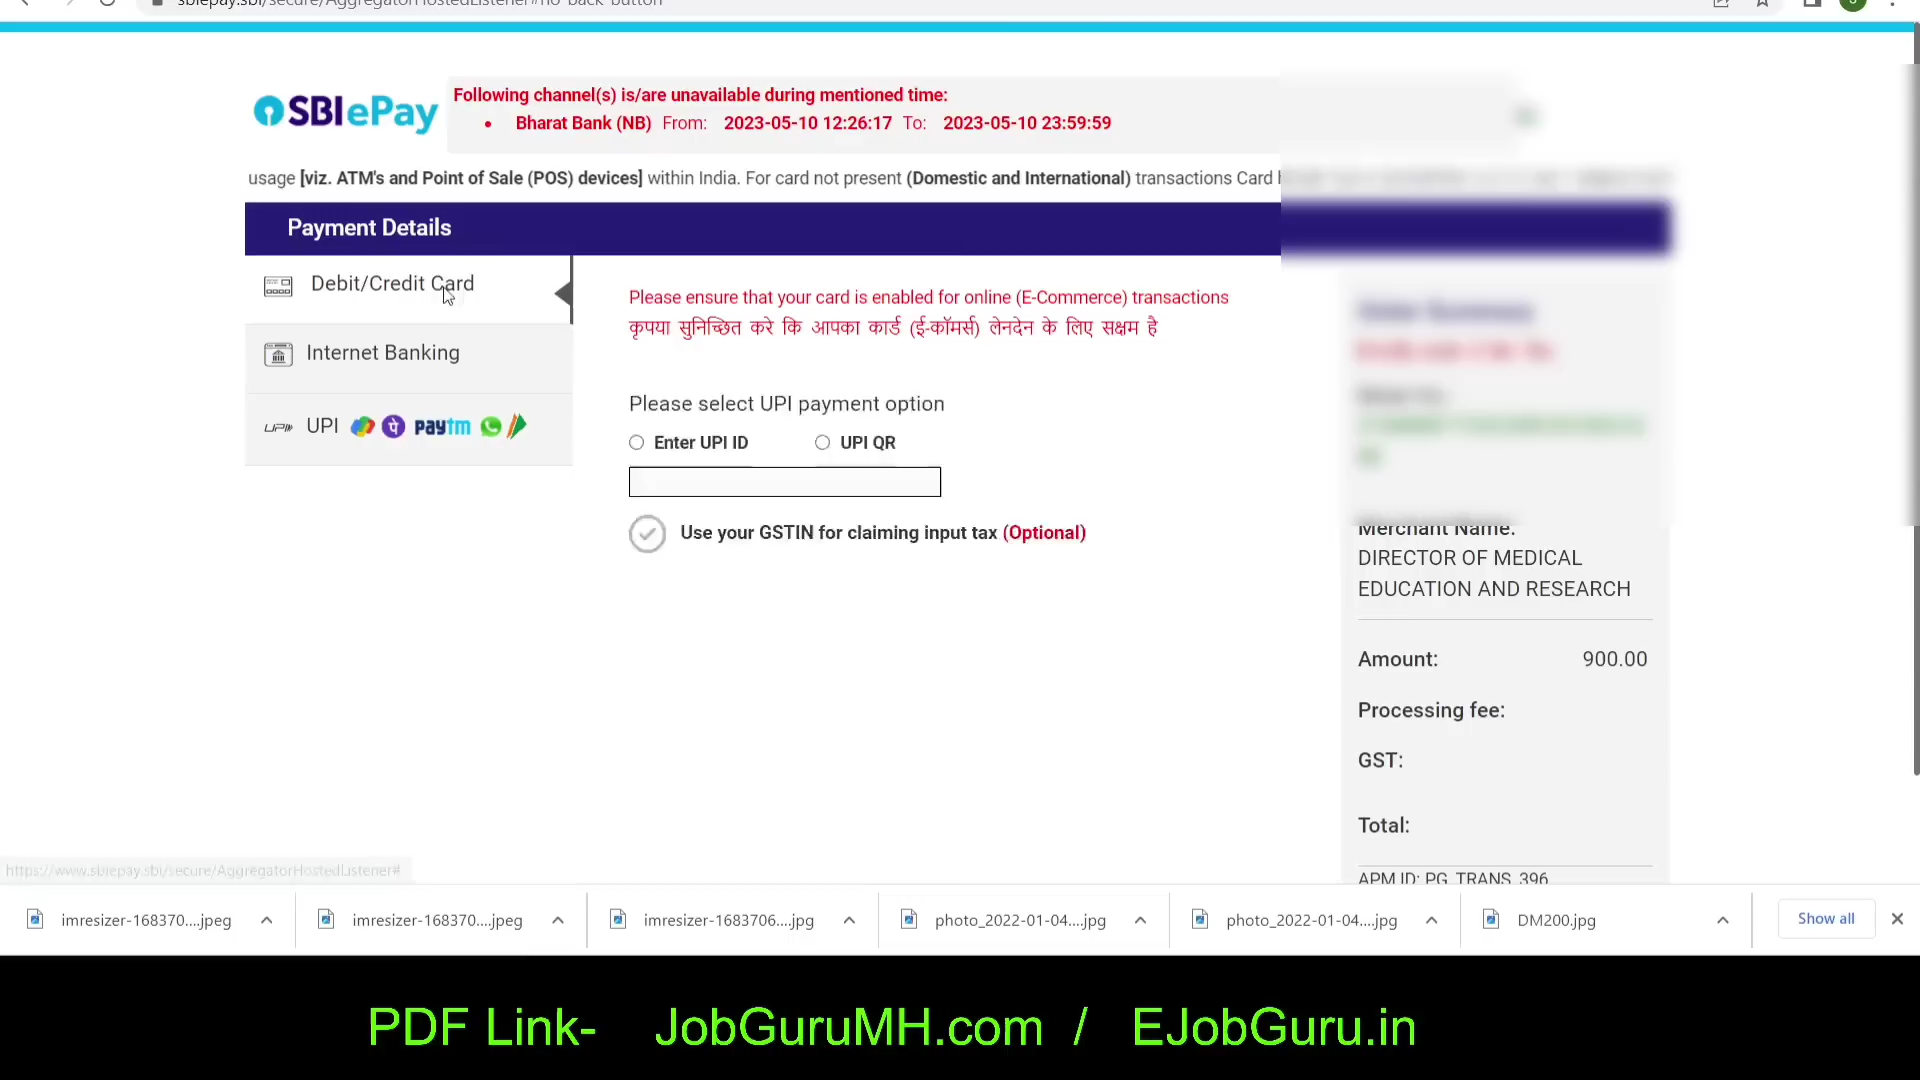 sbiepay.sbi/secure/AggregatorHostedListener#no-back-button
SBIePay
Following channel(s) is/are unavailable during mentioned time:
• Bharat Bank (NB) From: 2023-05-10 12:26:17 To: 2023-05-10 23:59:59
usage [viz. ATM's and Point of Sale (POS) devices] within India. For card not present (Domestic and International) transactions Card
Payment Details
Debit/Credit Card
Internet Banking
UPI UPI paytm
Please ensure that your card is enabled for online (E-Commerce) transactions
कृपया सुनिच्छित करे कि आपका कार्ड (ई-कॉमर्स) लेनदेन के लिए सक्षम है
Please select UPI payment option
Enter UPI ID UPI QR
Use your GSTIN for claiming input tax (Optional)
Order Summary
Merchant Name:
DIRECTOR OF MEDICAL
EDUCATION AND RESEARCH
Amount: 900.00
Processing fee:
GST:
Total:
APM ID: PG_TRANS_396
https://www.sbiepay.sbi/secure/AggregatorHostedListener#
imresizer-168370....jpeg
imresizer-168370....jpeg
imresizer-1683706....jpg
photo_2022-01-04....jpg
photo_2022-01-04....jpg
DM200.jpg
Show all
PDF Link- JobGuruMH.com / EJobGuru.in